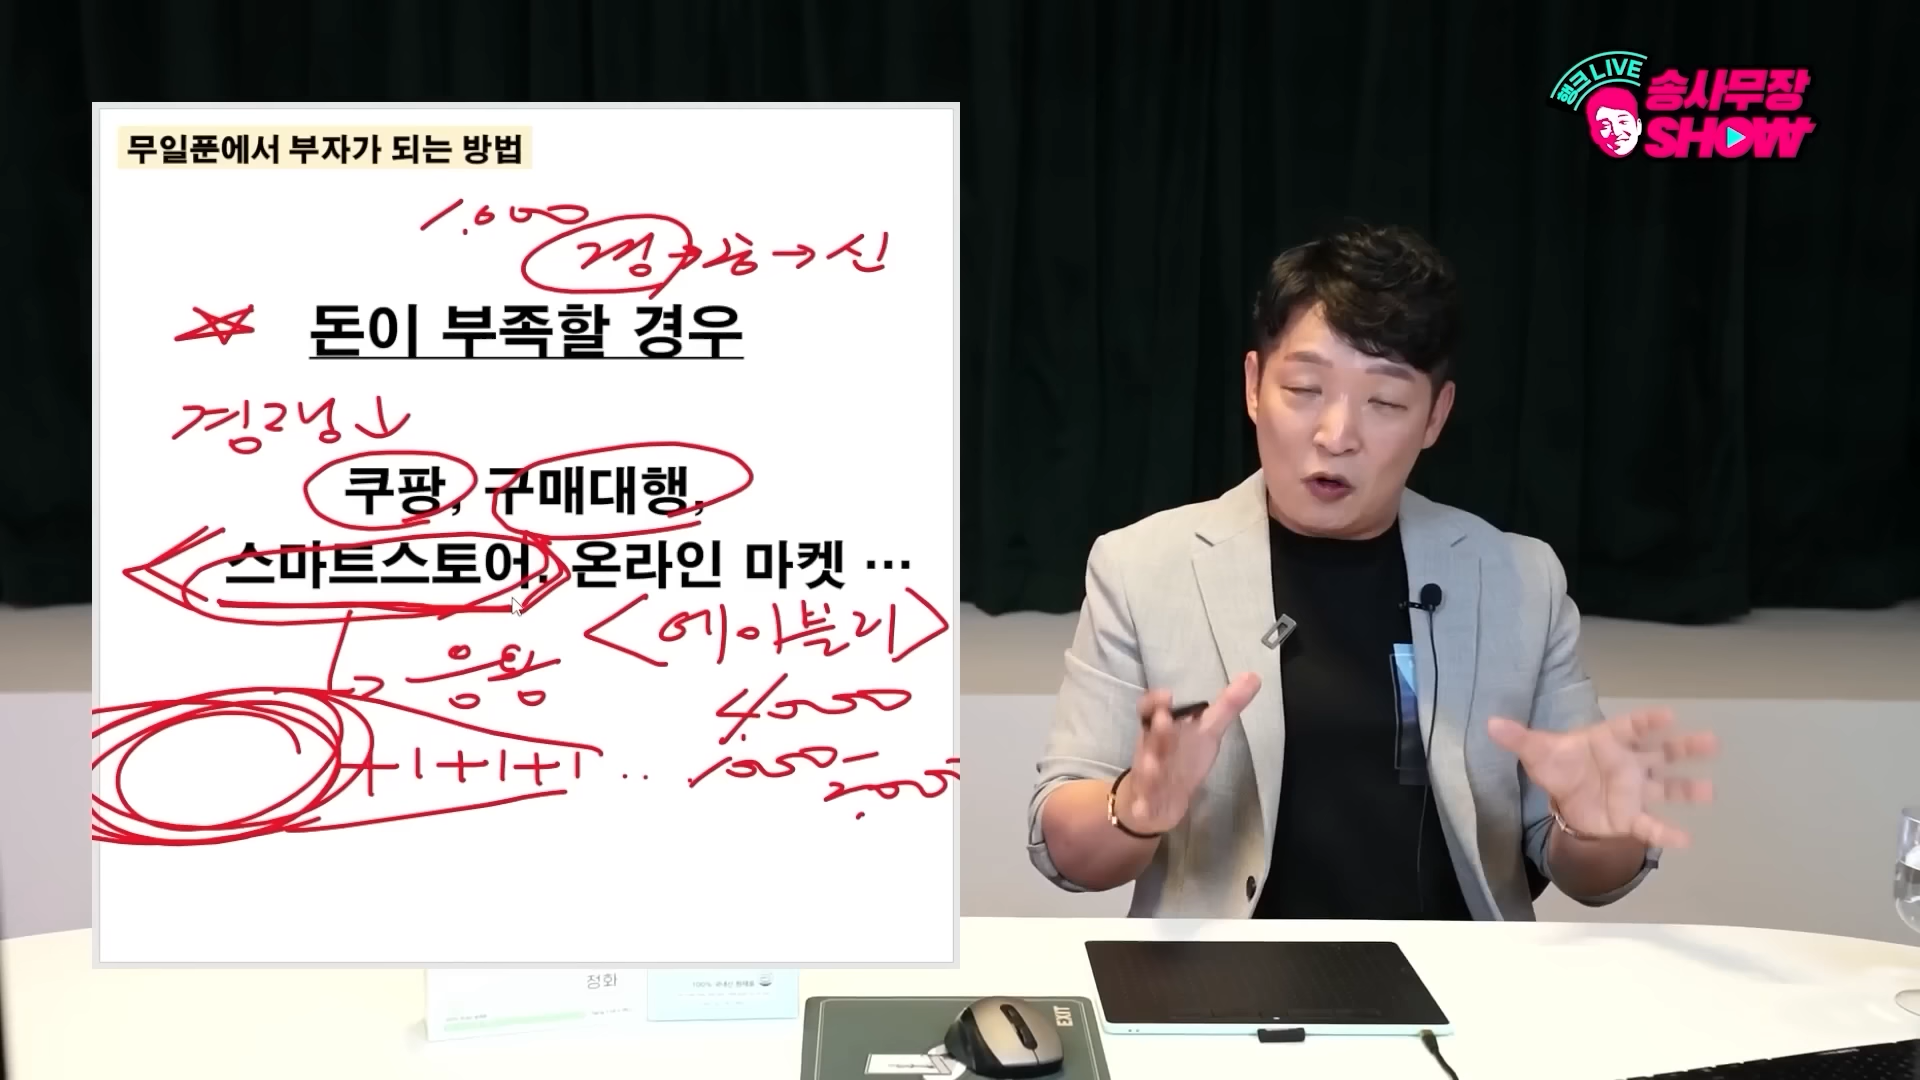 행크 LIVE
송사무장
SHOW
무일푼에서 부자가 되는 방법
1.000
경 → 공 → 신
돈이 부족할 경우
경쟁 ↓
쿠팡, 구매대행,
스마트스토어. 온라인 마켓 …
<에이블리>
응용
4.000
+1+1+1 ..
1.000 -
2.000
정화
EXIT